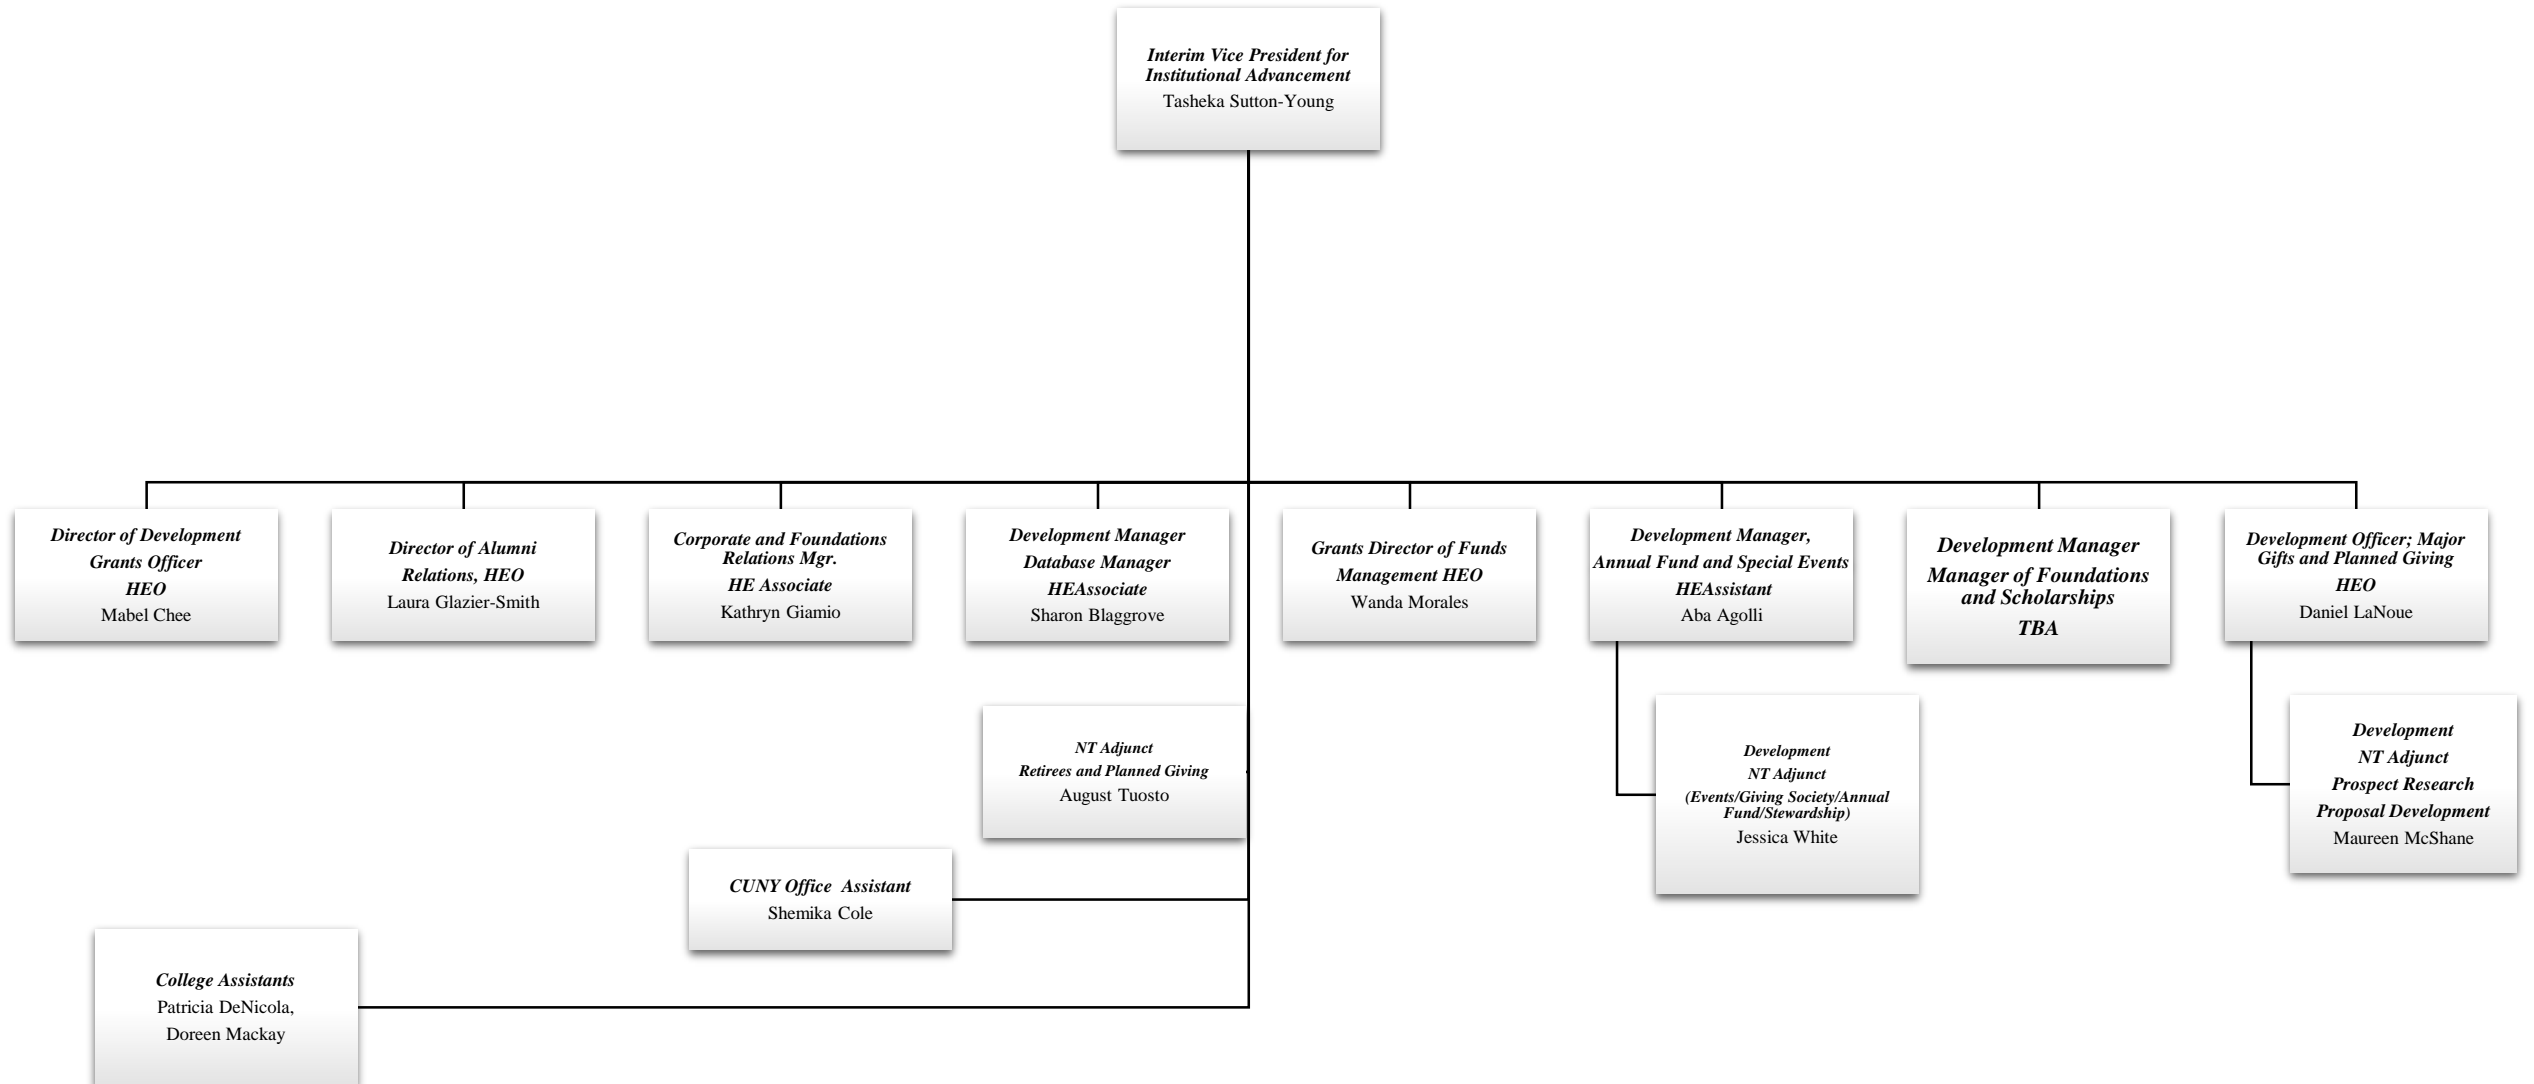 Interim Vice President for
Institutional Advancement
Tasheka Sutton-Young
Director of Development
Grants Officer
HEO
Mabel Chee
Director of Alumni
Relations, HEO
Laura Glazier-Smith
Corporate and Foundations
Relations Mgr.
HE Associate
Kathryn Giamio
Development Manager
Database Manager
HEAssociate
Sharon Blaggrove
Grants Director of Funds
Management HEO
Wanda Morales
Development Manager,
Annual Fund and Special Events
HEAssistant
Aba Agolli
Development Manager
Manager of Foundations
and Scholarships
TBA
Development Officer; Major
Gifts and Planned Giving
HEO
Daniel LaNoue
NT Adjunct
Retirees and Planned Giving
August Tuosto
Development
NT Adjunct
(Events/Giving Society/Annual
Fund/Stewardship)
Jessica White
Development
NT Adjunct
Prospect Research
Proposal Development
Maureen McShane
CUNY Office  Assistant
Shemika Cole
College Assistants
Patricia DeNicola,
Doreen Mackay